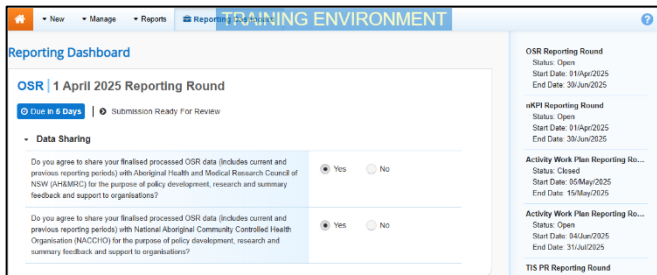 New
Manage
Reports
Reporting Dashboard
TRAINING ENVIRONMENT
Reporting Dashboard
OSR | 1 April 2025 Reporting Round
Due in 5 Days | Submission Ready For Review
Data Sharing
Do you agree to share your finalised processed OSR data (includes current and
previous reporting periods) with Aboriginal Health and Medical Research Council of
NSW (AH&MRC) for the purpose of policy development, research and summary
feedback and support to organisations?
Yes No
Do you agree to share your finalised processed OSR data (includes current and
previous reporting periods) with National Aboriginal Community Controlled Health
Organisation (NACCHO) for the purpose of policy development, research and
summary feedback and support to organisations?
Yes No
OSR Reporting Round
Status: Open
Start Date: 01/Apr/2025
End Date: 30/Jun/2025
nKPI Reporting Round
Status: Open
Start Date: 01/Apr/2025
End Date: 30/Jun/2025
Activity Work Plan Reporting Ro...
Status: Closed
Start Date: 05/May/2025
End Date: 15/May/2025
Activity Work Plan Reporting Ro...
Status: Open
Start Date: 04/Jun/2025
End Date: 31/Jul/2025
TIS PR Reporting Round